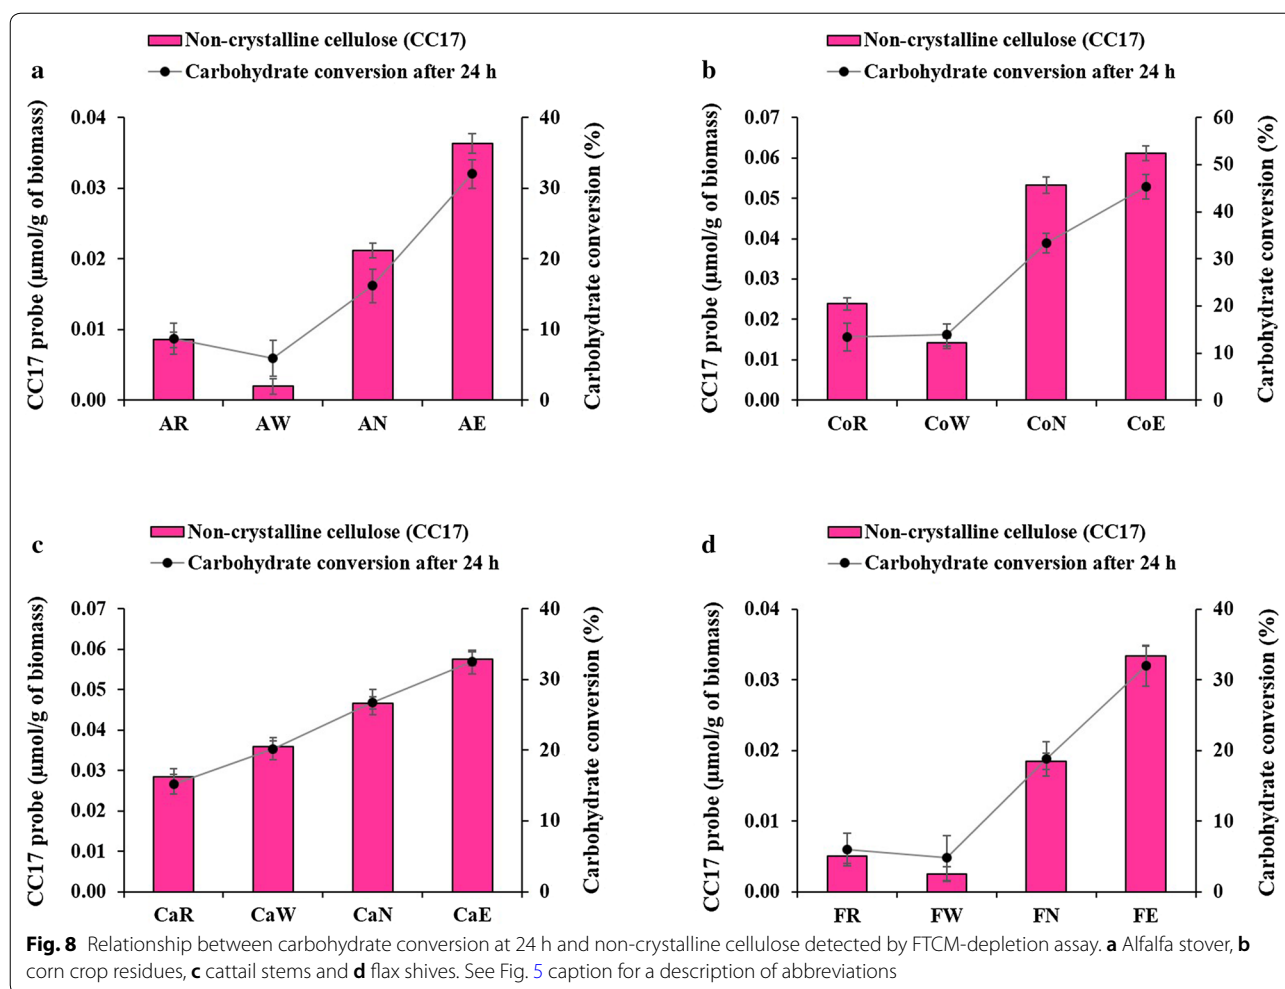 a
Non-crystalline cellulose (CC17)
Carbohydrate conversion after 24 h
CC17 probe (µmol/g of biomass)
0.04
0.03
0.02
0.01
0.00
40
30
20
10
0
Carbohydrate conversion (%)
AR AW AN AE
b
Non-crystalline cellulose (CC17)
Carbohydrate conversion after 24 h
CC17 probe (µmol/g of biomass)
0.07
0.06
0.05
0.04
0.03
0.02
0.01
0.00
60
50
40
30
20
10
0
Carbohydrate conversion (%)
CoR CoW CoN CoE
c
Non-crystalline cellulose (CC17)
Carbohydrate conversion after 24 h
CC17 probe (µmol/g of biomass)
0.07
0.06
0.05
0.04
0.03
0.02
0.01
0.00
40
30
20
10
0
Carbohydrate conversion (%)
CaR CaW CaN CaE
d
Non-crystalline cellulose (CC17)
Carbohydrate conversion after 24 h
CC17 probe (µmol/g of biomass)
0.04
0.03
0.02
0.01
0.00
40
30
20
10
0
Carbohydrate conversion (%)
FR FW FN FE
Fig. 8 Relationship between carbohydrate conversion at 24 h and non-crystalline cellulose detected by FTCM-depletion assay. a Alfalfa stover, b
corn crop residues, c cattail stems and d flax shives. See Fig. 5 caption for a description of abbreviations